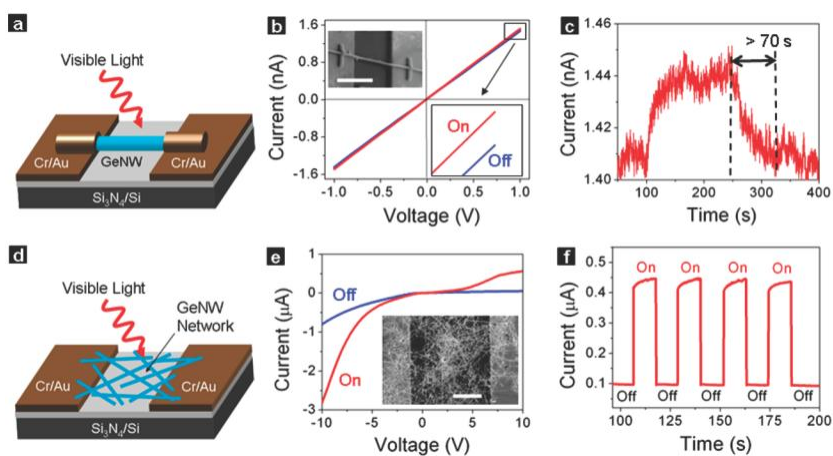 a
Visible Light
Cr/Au
GeNW
Cr/Au
Si₃N₄/Si
b
Current (nA)
1.6
0.8
0.0
-0.8
-1.6
On
Off
-1.0
-0.5
0.0
0.5
1.0
Voltage (V)
c
Current (nA)
1.46
1.44
1.42
1.40
> 70 s
100
200
300
400
Time (s)
d
Visible Light
GeNW
Network
Cr/Au
Cr/Au
Si₃N₄/Si
e
Current (μA)
1
0
-1
-2
-3
Off
On
-10
-5
0
5
10
Voltage (V)
f
Current (μA)
0.5
0.4
0.3
0.2
0.1
On
On
On
On
Off
Off
Off
Off
Off
100
125
150
175
200
Time (s)